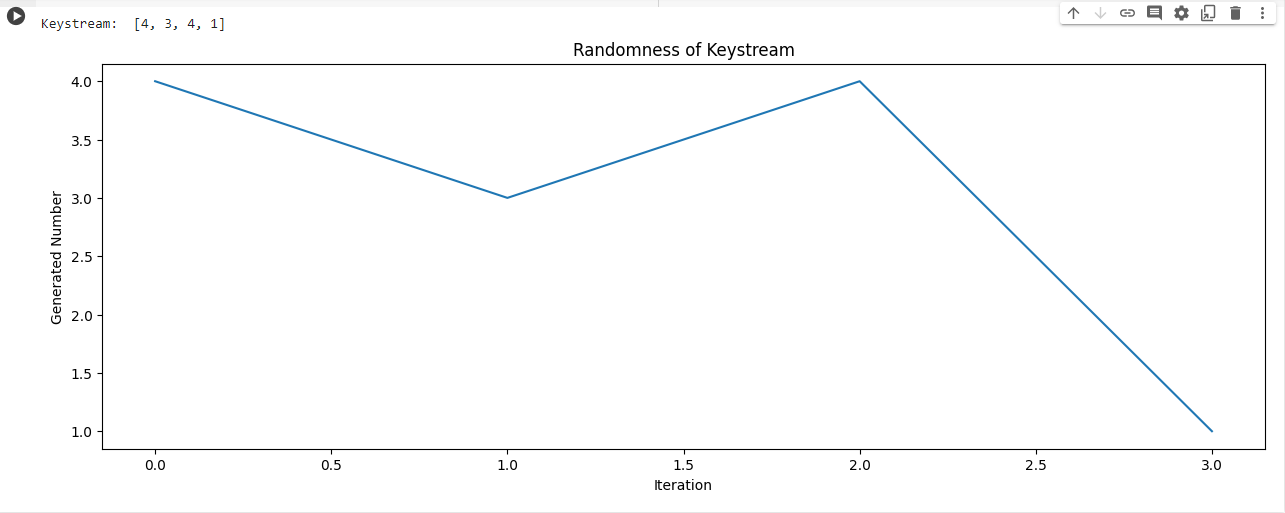 Keystream:  [4, 3, 4, 1]
Randomness of Keystream
4.0
3.5
3.0
2.5
2.0
1.5
1.0
Generated Number
0.0 0.5 1.0 1.5 2.0 2.5 3.0
Iteration